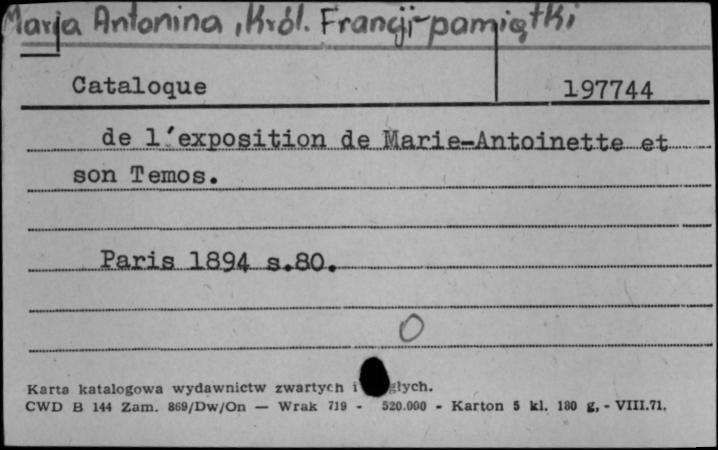 Marja Antonina, Król. Francji-pamiątki
Cataloque 197744
de l'exposition de Marie-Antoinette et
son Temos.
Paris 1894 s.80.
O
Karta katalogowa wydawnictw zwartych i
CWD B 144 Zam. 869/Dw/On — Wrak 719 - 520.000 - Karton 5 kl. 180 g, - VIII.71.